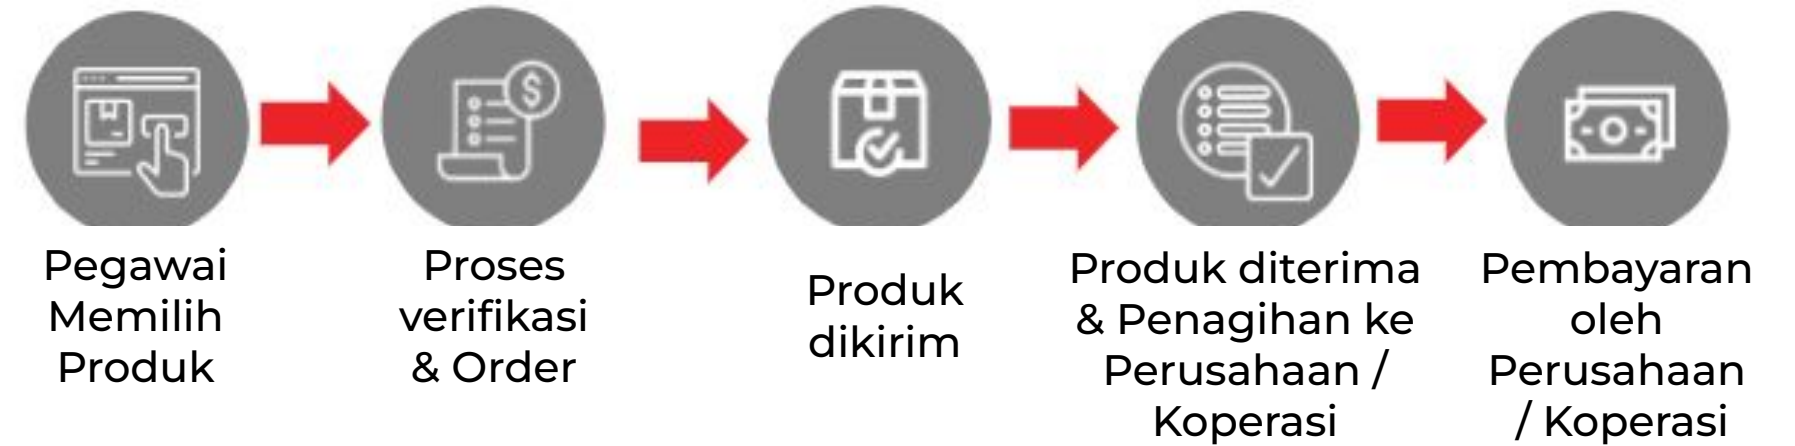 Pegawai
Memilih
Produk
Proses
verifikasi
& Order
Produk
dikirim
Produk diterima
& Penagihan ke
Perusahaan /
Koperasi
Pembayaran
oleh
Perusahaan
/ Koperasi
$